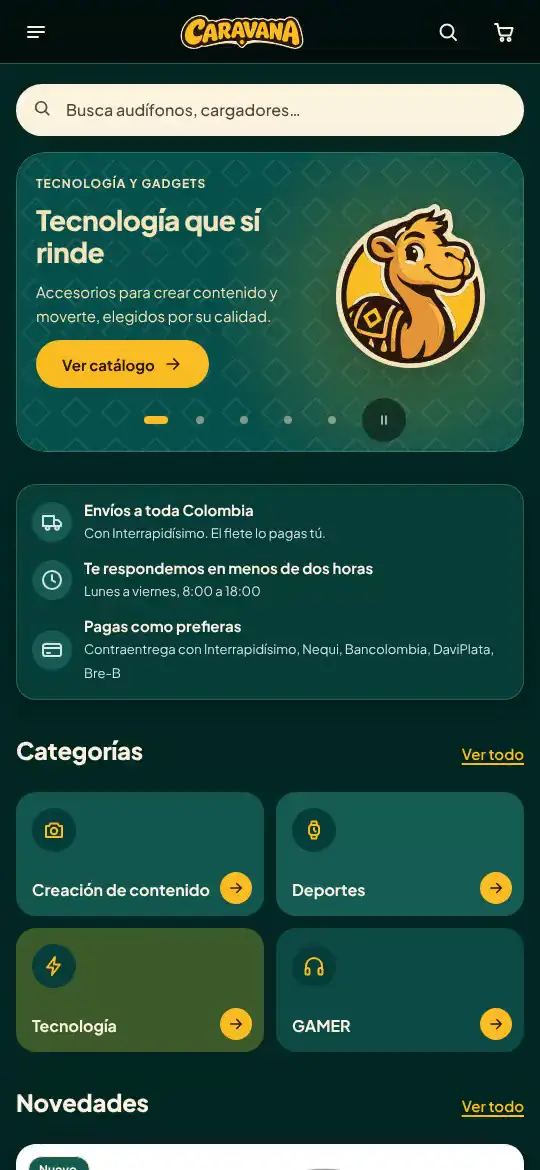 CARAVANA
Busca audífonos, cargadores…
TECNOLOGÍA Y GADGETS
Tecnología que sí
rinde
Accesorios para crear contenido y
moverte, elegidos por su calidad.
Ver catálogo
Envíos a toda Colombia
Con Interrapidísimo. El flete lo pagas tú.
Te respondemos en menos de dos horas
Lunes a viernes, 8:00 a 18:00
Pagas como prefieras
Contraentrega con Interrapidísimo, Nequi, Bancolombia, DaviPlata,
Bre-B
Categorías
Ver todo
Creación de contenido
Deportes
Tecnología
GAMER
Novedades
Ver todo
Nuevo